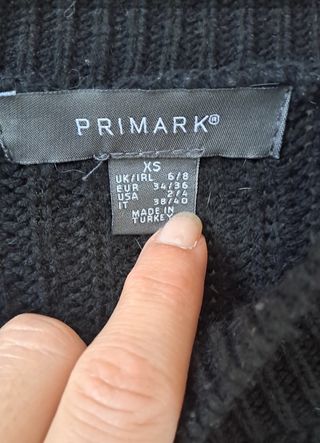 PRIMARK®
XS
UK/IRL 6/8
EUR 34/36
USA 2/4
IT 38/40
MADE IN
TURKEY